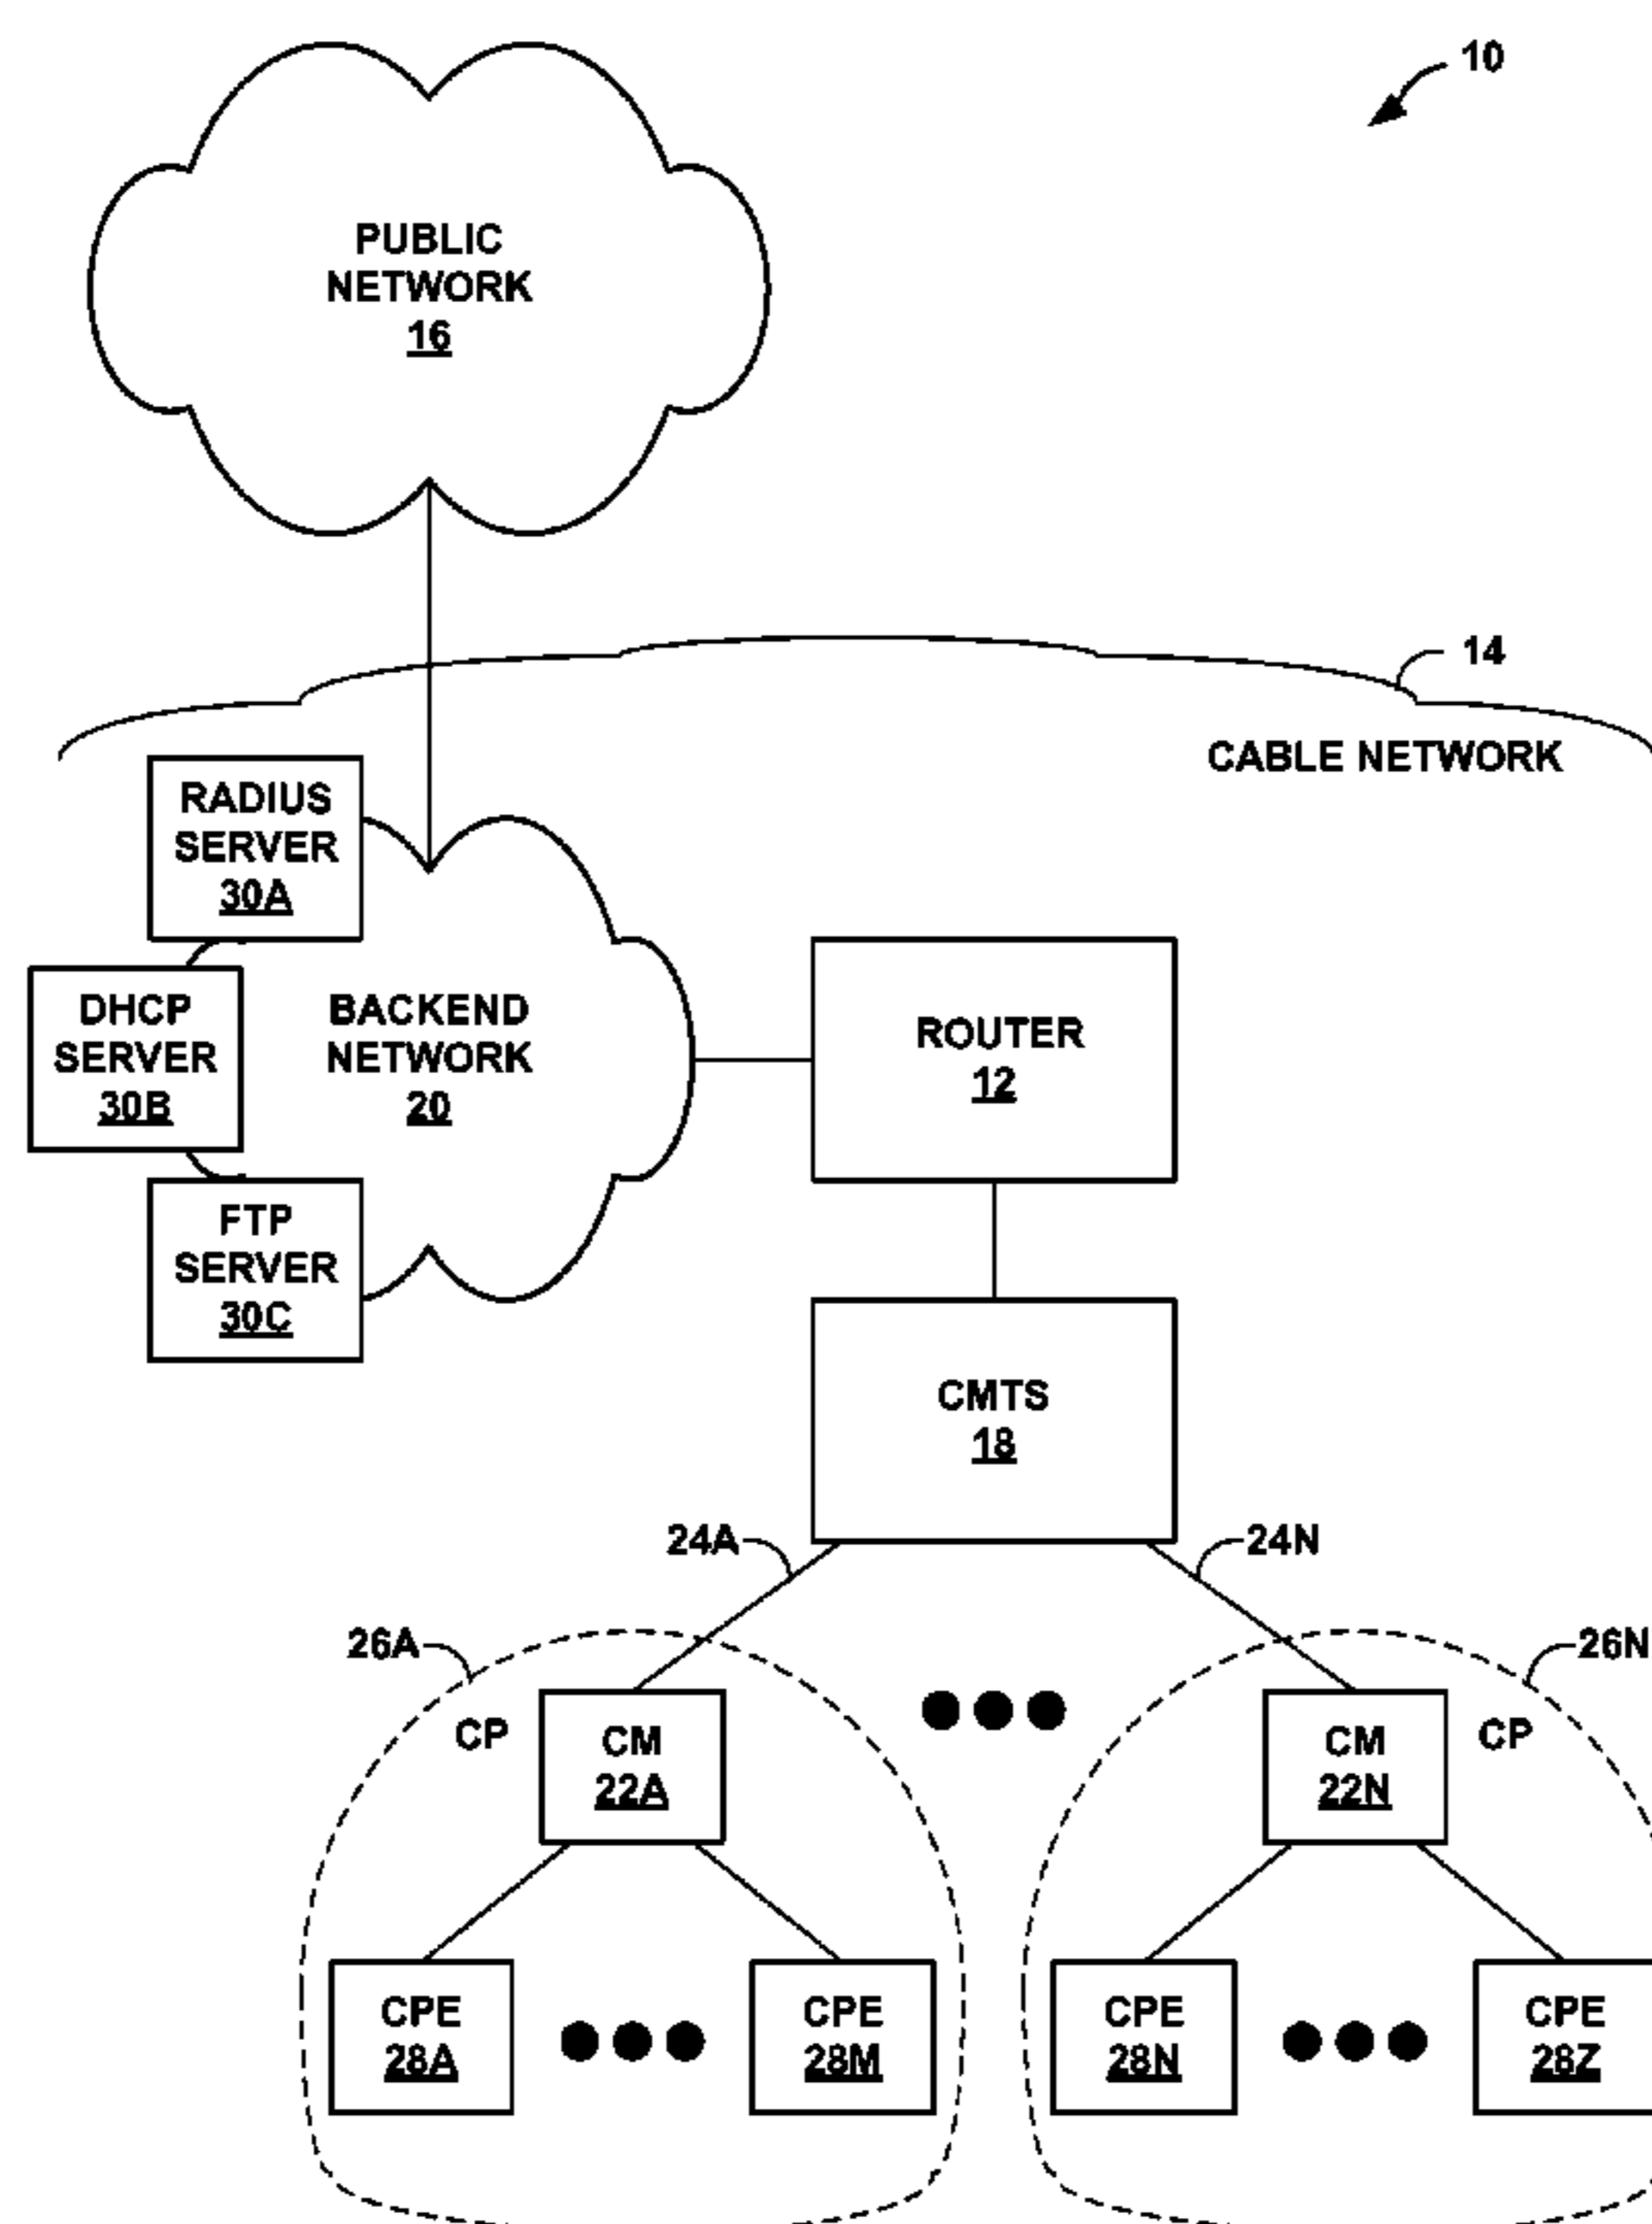 10
PUBLIC
NETWORK
16
14
CABLE NETWORK
RADIUS
SERVER
30A
DHCP
SERVER
30B
BACKEND
NETWORK
20
ROUTER
12
FTP
SERVER
30C
CMTS
18
24A
24N
26A
26N
CP
CM
22A
CM
22N
CP
CPE
28A
CPE
28M
CPE
28N
CPE
28Z